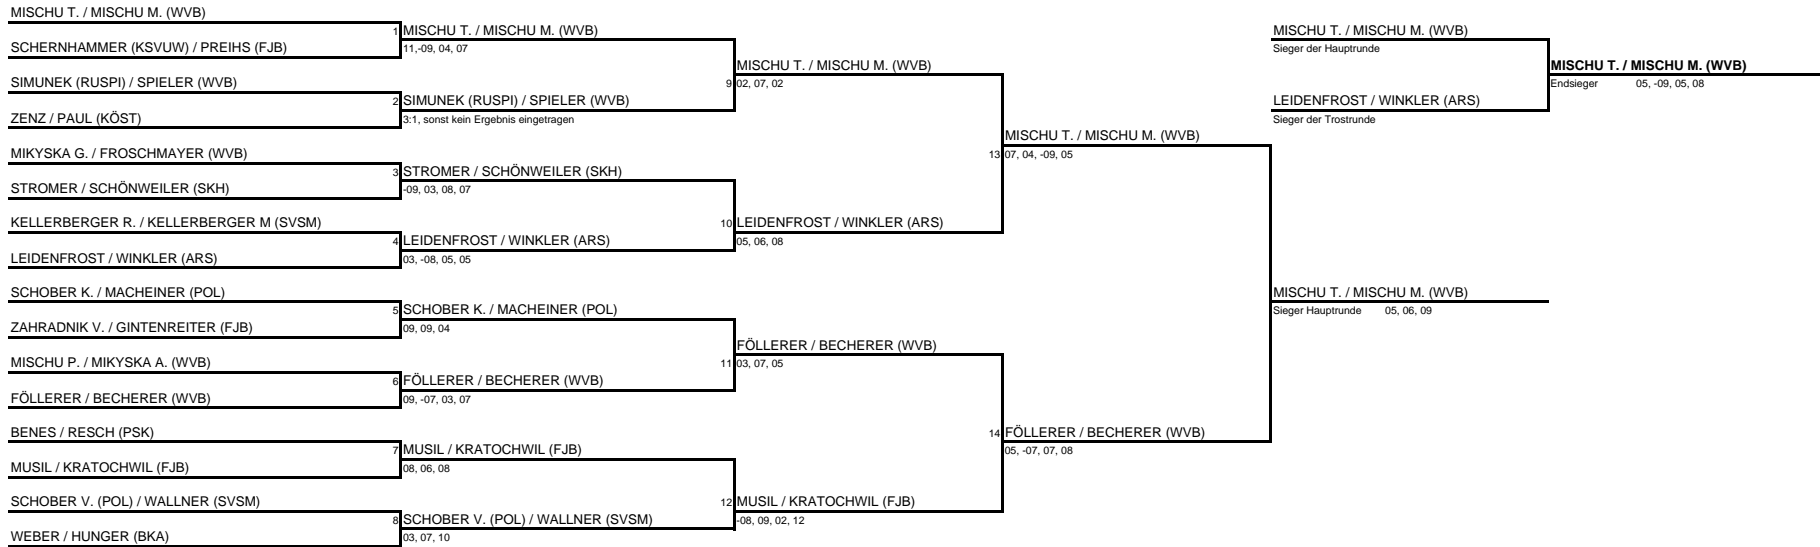 MISCHU T. / MISCHU M. (WVB)
SCHERNHAMMER (KSVUW) / PREIHS (FJB)
SIMUNEK (RUSPI) / SPIELER (WVB)
ZENZ / PAUL (KÖST)
MIKYSKA G. / FROSCHMAYER (WVB)
STROMER / SCHÖNWEILER (SKH)
KELLERBERGER R. / KELLERBERGER M (SVSM)
LEIDENFROST / WINKLER (ARS)
SCHOBER K. / MACHEINER (POL)
ZAHRADNIK V. / GINTENREITER (FJB)
MISCHU P. / MIKYSKA A. (WVB)
FÖLLERER / BECHERER (WVB)
BENES / RESCH (PSK)
MUSIL / KRATOCHWIL (FJB)
SCHOBER V. (POL) / WALLNER (SVSM)
WEBER / HUNGER (BKA)
1 MISCHU T. / MISCHU M. (WVB)
11,-09, 04, 07
2 SIMUNEK (RUSPI) / SPIELER (WVB)
3:1, sonst kein Ergebnis eingetragen
3 STROMER / SCHÖNWEILER (SKH)
-09, 03, 08, 07
4 LEIDENFROST / WINKLER (ARS)
03, -08, 05, 05
5 SCHOBER K. / MACHEINER (POL)
09, 09, 04
6 FÖLLERER / BECHERER (WVB)
09, -07, 03, 07
7 MUSIL / KRATOCHWIL (FJB)
08, 06, 08
8 SCHOBER V. (POL) / WALLNER (SVSM)
03, 07, 10
MISCHU T. / MISCHU M. (WVB)
9 02, 07, 02
10 LEIDENFROST / WINKLER (ARS)
05, 06, 08
FÖLLERER / BECHERER (WVB)
11 03, 07, 05
12 MUSIL / KRATOCHWIL (FJB)
-08, 09, 02, 12
MISCHU T. / MISCHU M. (WVB)
13 07, 04, -09, 05
14 FÖLLERER / BECHERER (WVB)
05, -07, 07, 08
MISCHU T. / MISCHU M. (WVB)
Sieger der Hauptrunde
LEIDENFROST / WINKLER (ARS)
Sieger der Trostrunde
MISCHU T. / MISCHU M. (WVB)
Sieger Hauptrunde 05, 06, 09
MISCHU T. / MISCHU M. (WVB)
Endsieger 05, -09, 05, 08